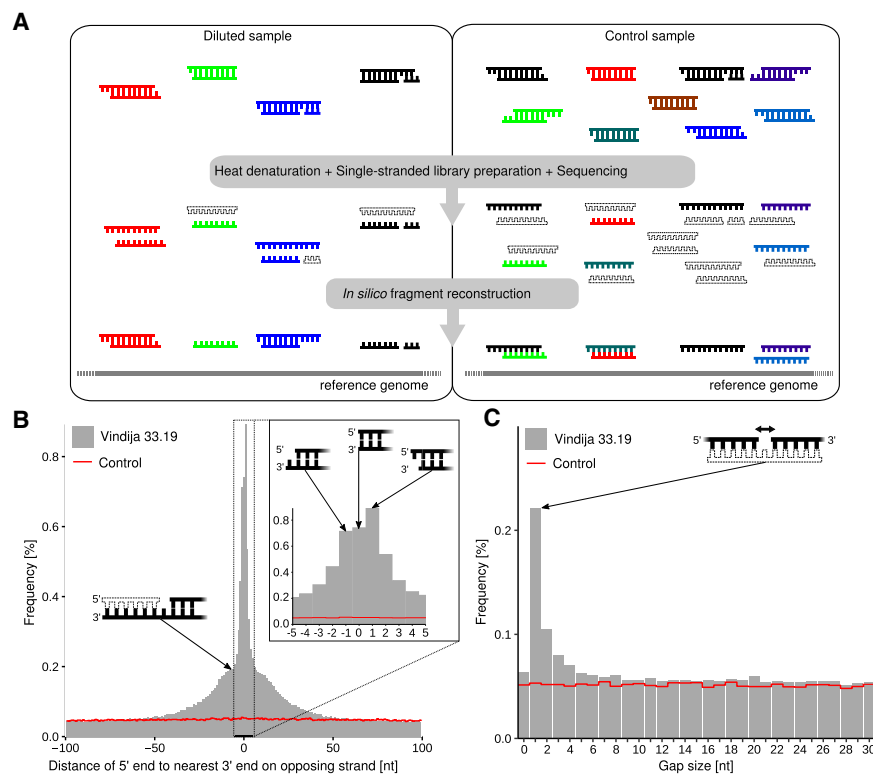 A
Diluted sample
Control sample
Heat denaturation + Single-stranded library preparation + Sequencing
In silico fragment reconstruction
reference genome
reference genome
B
Vindija 33.19
Control
Frequency [%]
0.8
0.6
0.4
0.2
0.0
−100
−50
0
50
100
Distance of 5' end to nearest 3' end on opposing strand [nt]
5'
3'
5'
3'
5'
3'
5'
3'
0.8
0.6
0.4
0.2
0.0
-5 -4 -3 -2 -1 0 1 2 3 4 5
C
Vindija 33.19
Control
5'
3'
Frequency [%]
0.2
0.1
0.0
0 2 4 6 8 10 12 14 16 18 20 22 24 26 28 30
Gap size [nt]